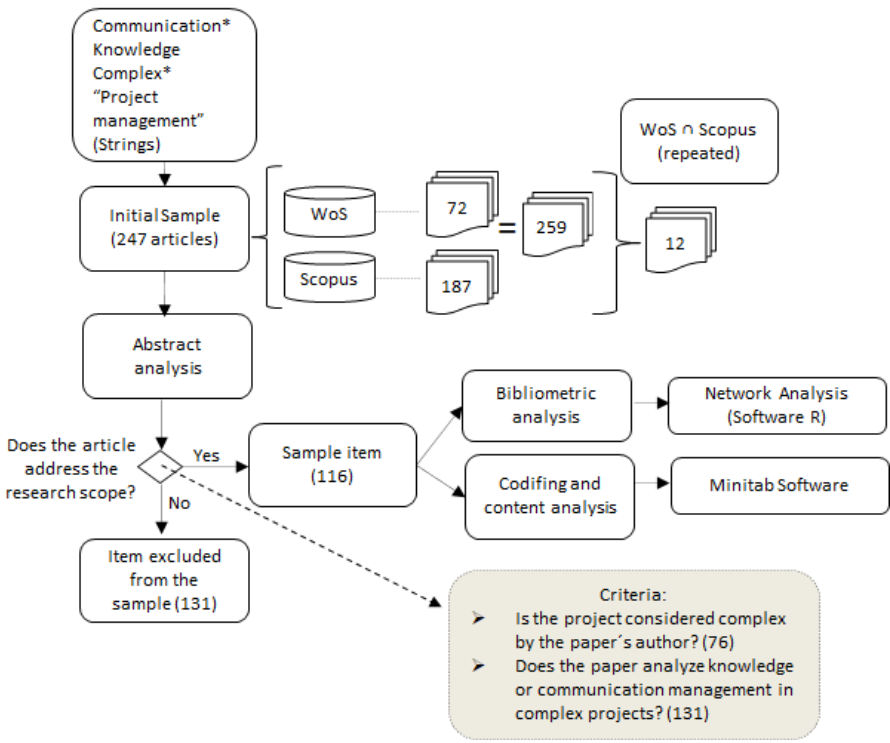 Communication*
Knowledge
Complex*
“Project
management”
(Strings)
WoS ∩ Scopus
(repeated)
Initial Sample
(247 articles)
WoS
72
=
259
12
Scopus
187
Abstract
analysis
Does the article
address the
research scope?
Yes
No
Sample item
(116)
Bibliometric
analysis
Network Analysis
(Software R)
Codifing and
content analysis
Minitab Software
Item excluded
from the
sample (131)
Criteria:
➢ Is the project considered complex
by the paper´s author? (76)
➢ Does the paper analyze knowledge
or communication management in
complex projects? (131)